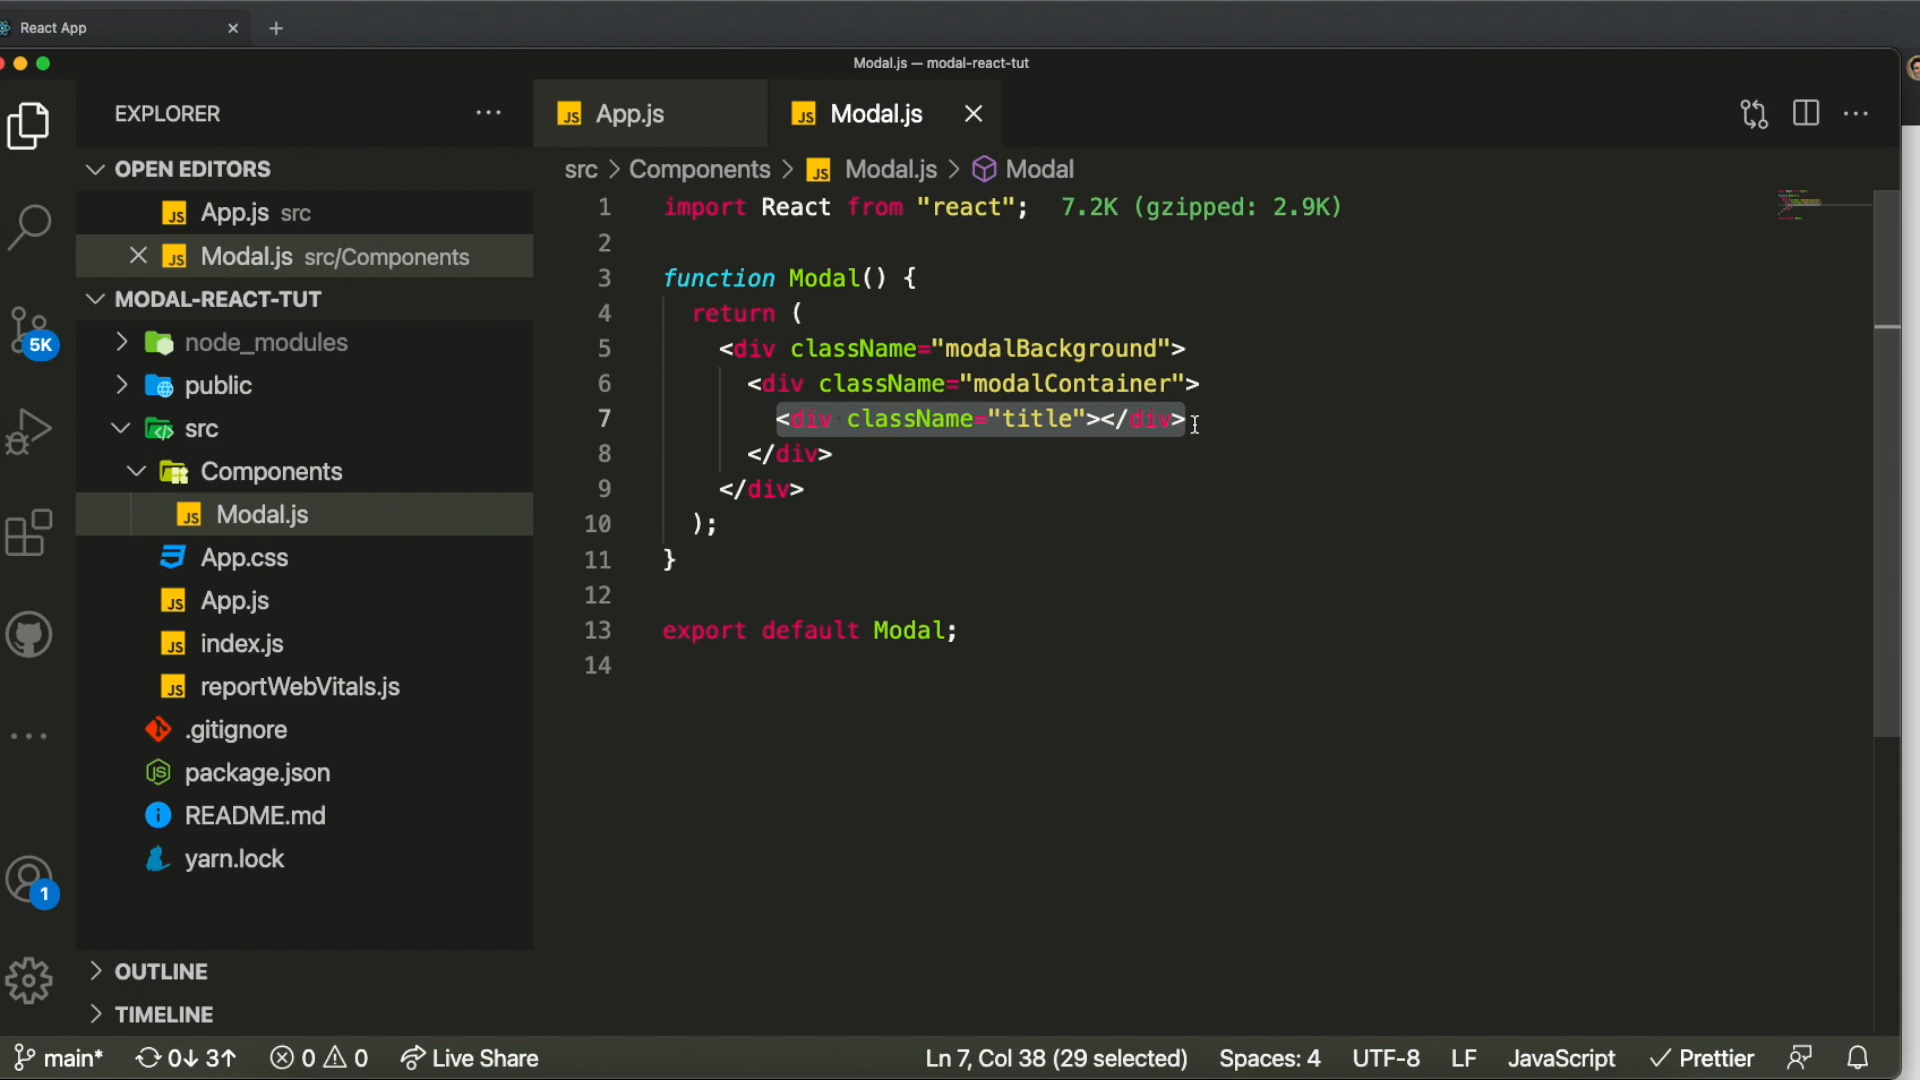 React App
Modal.js — modal-react-tut
EXPLORER
App.js
Modal.js
OPEN EDITORS
src
Components
Modal.js
Modal
App.js src
Modal.js src/Components
MODAL-REACT-TUT
node_modules
public
src
Components
Modal.js
App.css
App.js
index.js
reportWebVitals.js
.gitignore
package.json
README.md
yarn.lock
OUTLINE
TIMELINE
5K
1
1 import React from "react"; 7.2K (gzipped: 2.9K)
2
3 function Modal() {
4 return (
5 <div className="modalBackground">
6 <div className="modalContainer">
7 <div className="title"></div>
8 </div>
9 </div>
10 );
11 }
12
13 export default Modal;
14
main* 0↓ 3↑ 0 0 Live Share Ln 7, Col 38 (29 selected) Spaces: 4 UTF-8 LF JavaScript Prettier